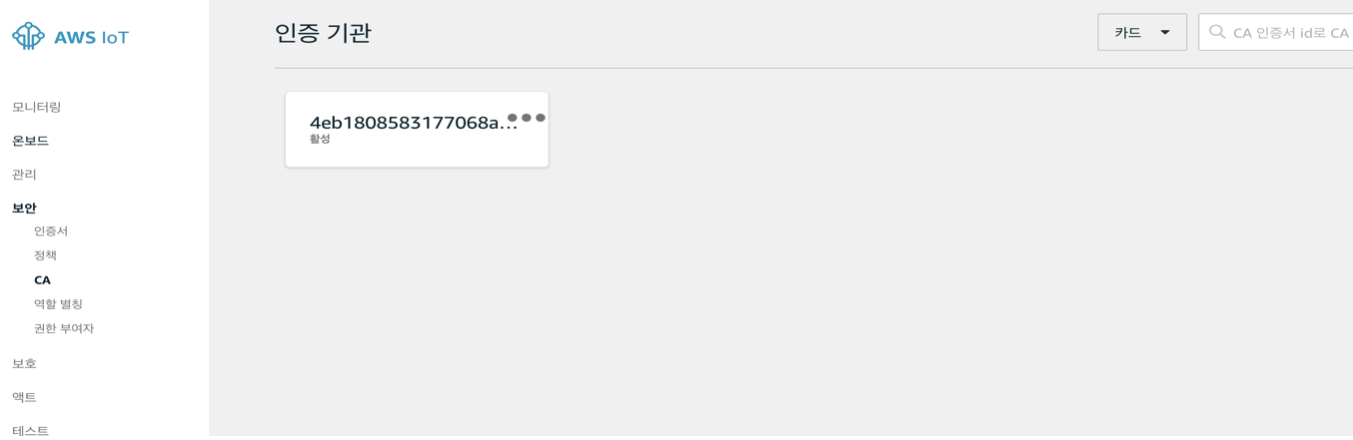 AWS IoT
모니터링
온보드
관리
보안
인증서
정책
CA
역할 별칭
권한 부여자
보호
액트
테스트
인증 기관
카드
CA 인증서 id로 CA
4eb1808583177068a...
활성